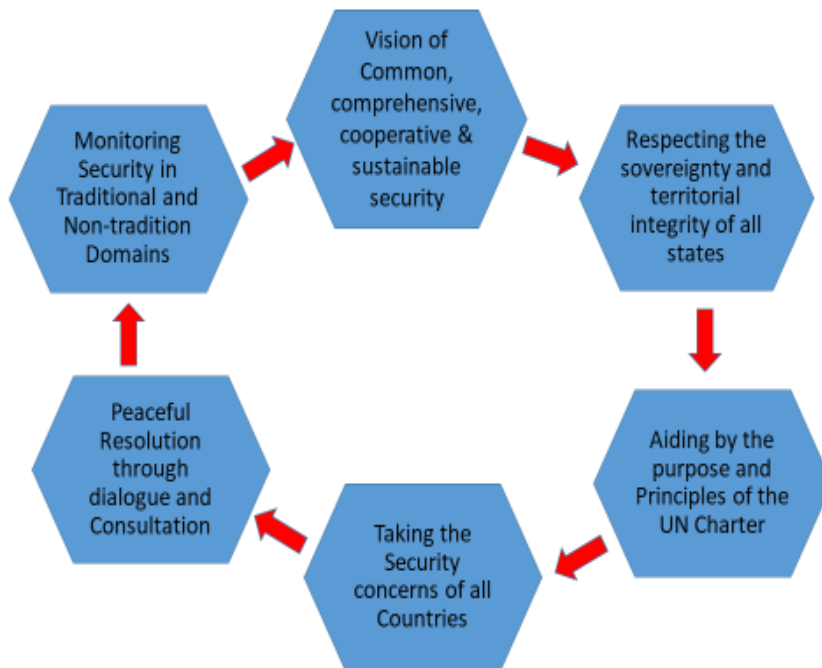 Vision of
Common,
comprehensive,
cooperative &
sustainable
security
Respecting the
sovereignty and
territorial
integrity of all
states
Aiding by the
purpose and
Principles of the
UN Charter
Taking the
Security
concerns of all
Countries
Peaceful
Resolution
through
dialogue and
Consultation
Monitoring
Security in
Traditional and
Non-tradition
Domains